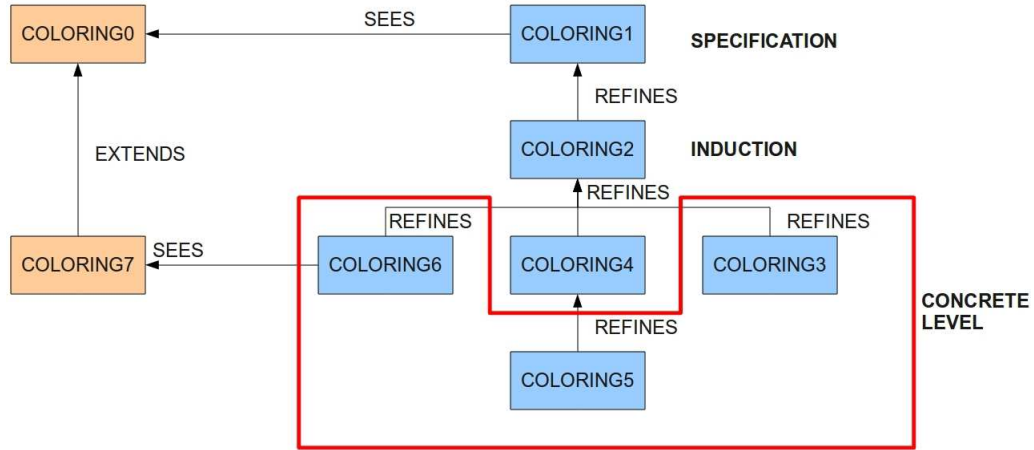 COLORING0
SEES
COLORING1
SPECIFICATION
REFINES
COLORING2
INDUCTION
EXTENDS
REFINES
REFINES
REFINES
COLORING7
SEES
COLORING6
COLORING4
COLORING3
CONCRETE
LEVEL
REFINES
COLORING5